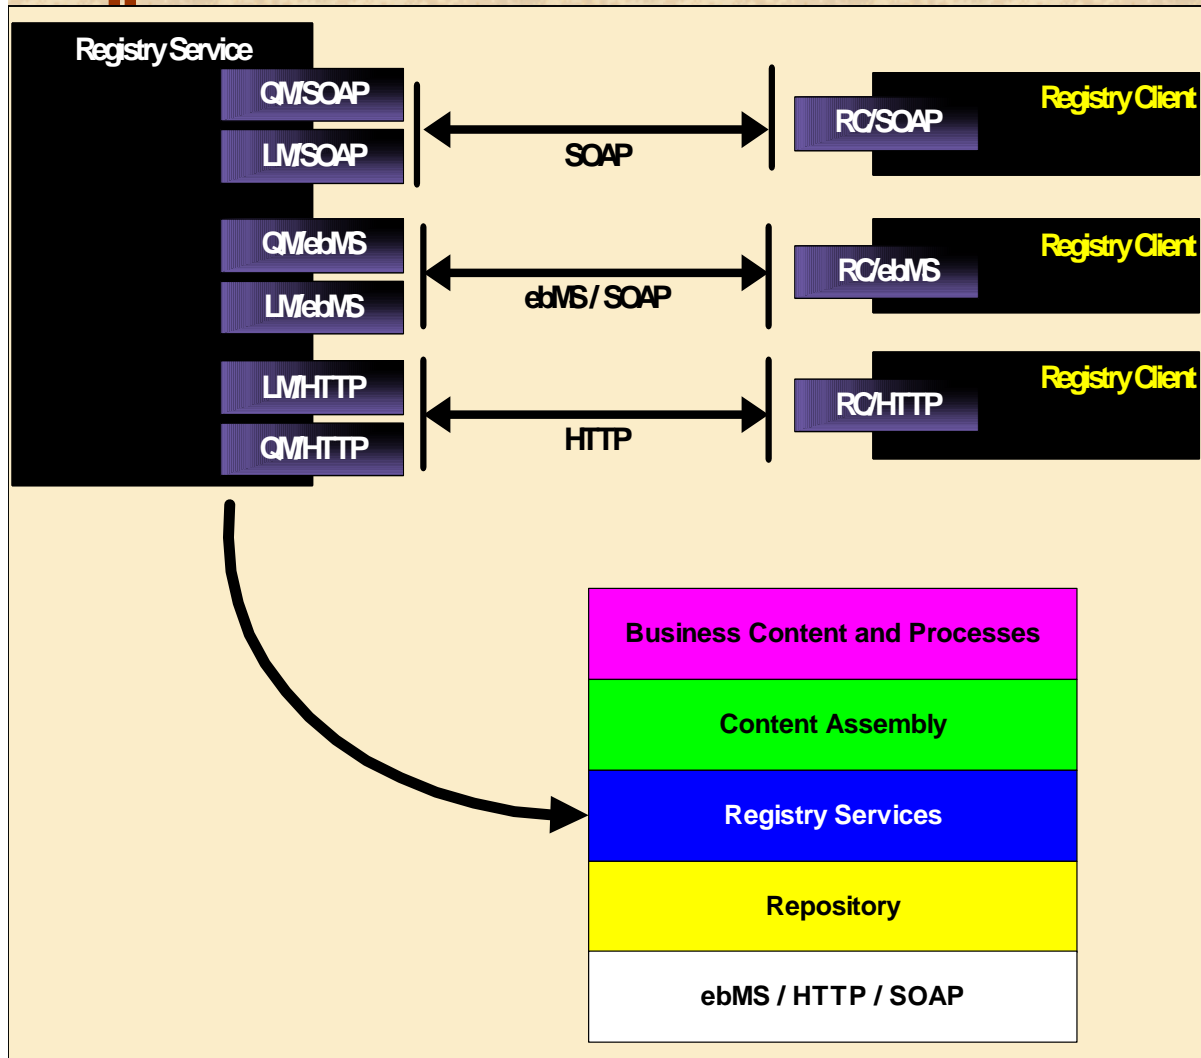 Registry Service
QM/SOAP
LM/SOAP
SOAP
RC/SOAP
Registry Client
QM/ebMS
LM/ebMS
ebMS / SOAP
RC/ebMS
Registry Client
LM/HTTP
QM/HTTP
HTTP
RC/HTTP
Registry Client
Business Content and Processes
Content Assembly
Registry Services
Repository
ebMS / HTTP / SOAP